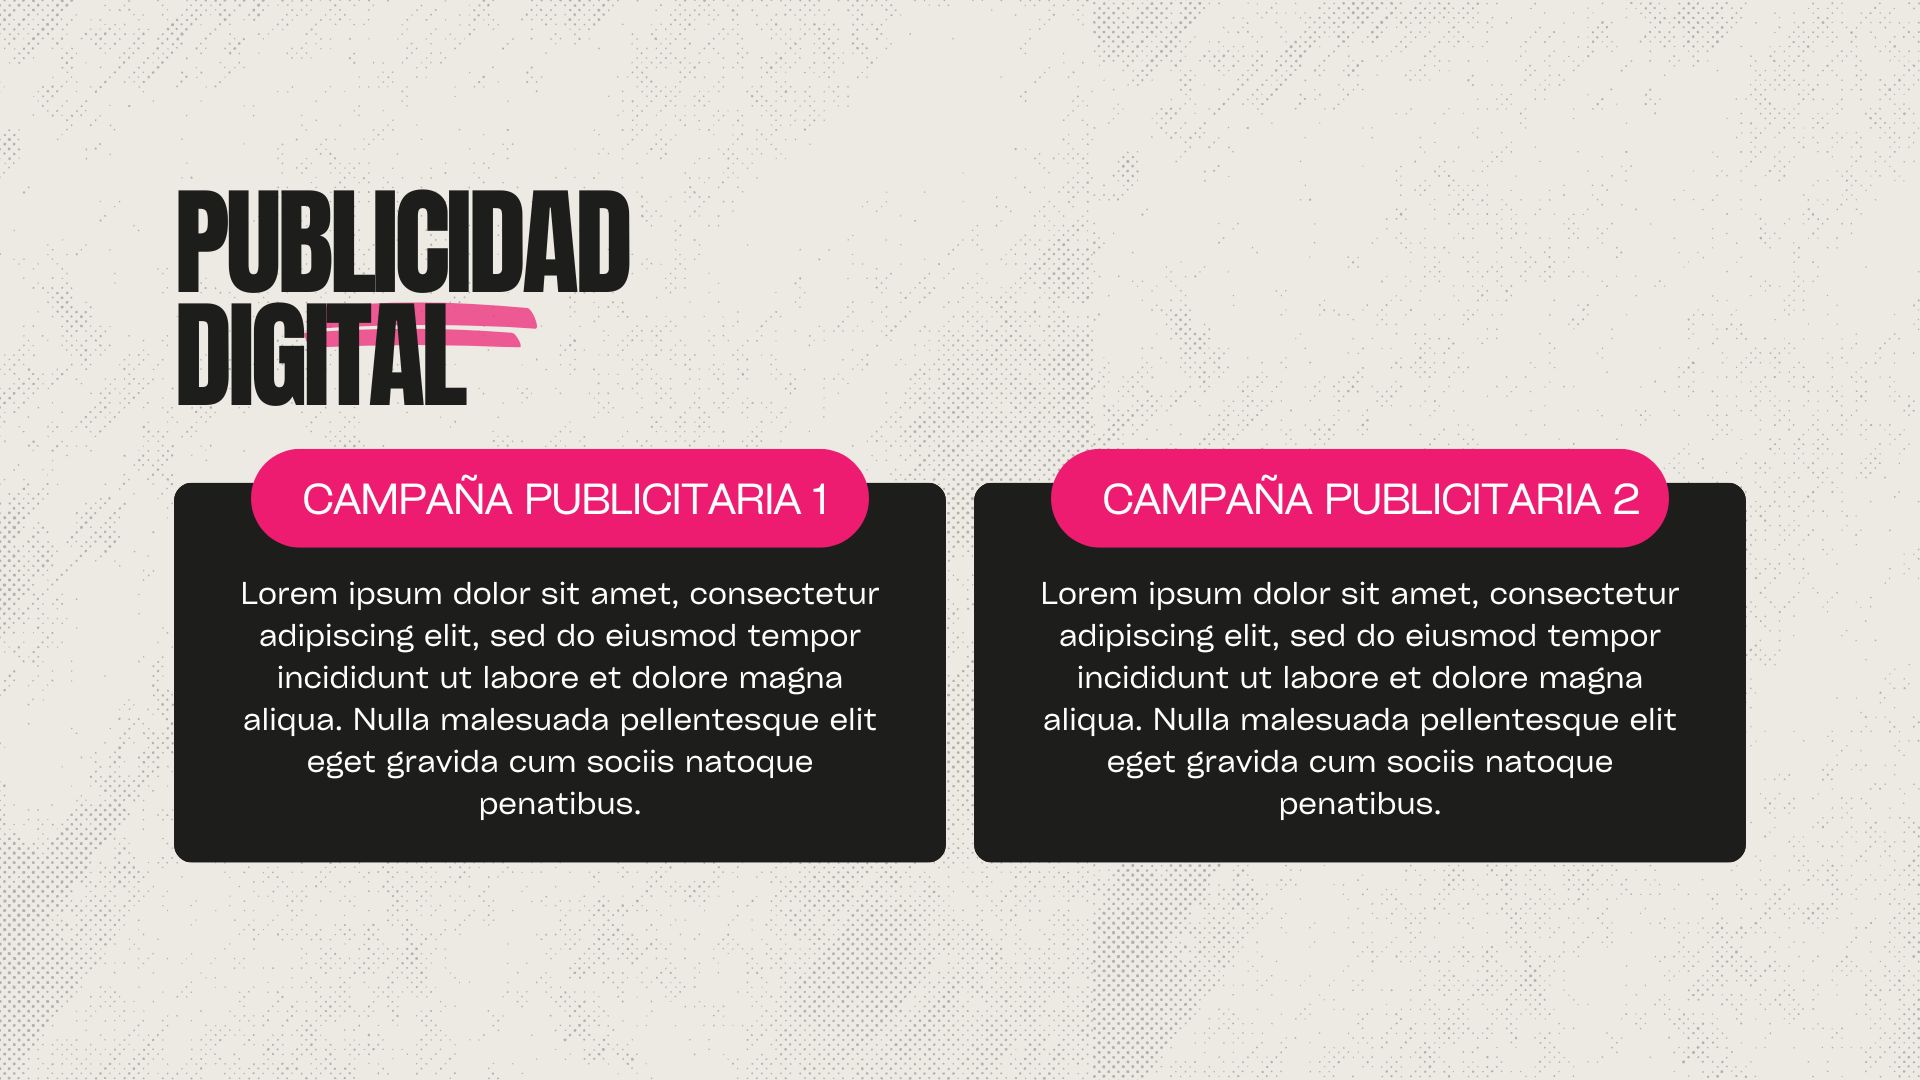 PUBLICIDAD
DIGITAL
CAMPAÑA PUBLICITARIA 1
Lorem ipsum dolor sit amet, consectetur
adipiscing elit, sed do eiusmod tempor
incididunt ut labore et dolore magna
aliqua. Nulla malesuada pellentesque elit
eget gravida cum sociis natoque
penatibus.
CAMPAÑA PUBLICITARIA 2
Lorem ipsum dolor sit amet, consectetur
adipiscing elit, sed do eiusmod tempor
incididunt ut labore et dolore magna
aliqua. Nulla malesuada pellentesque elit
eget gravida cum sociis natoque
penatibus.